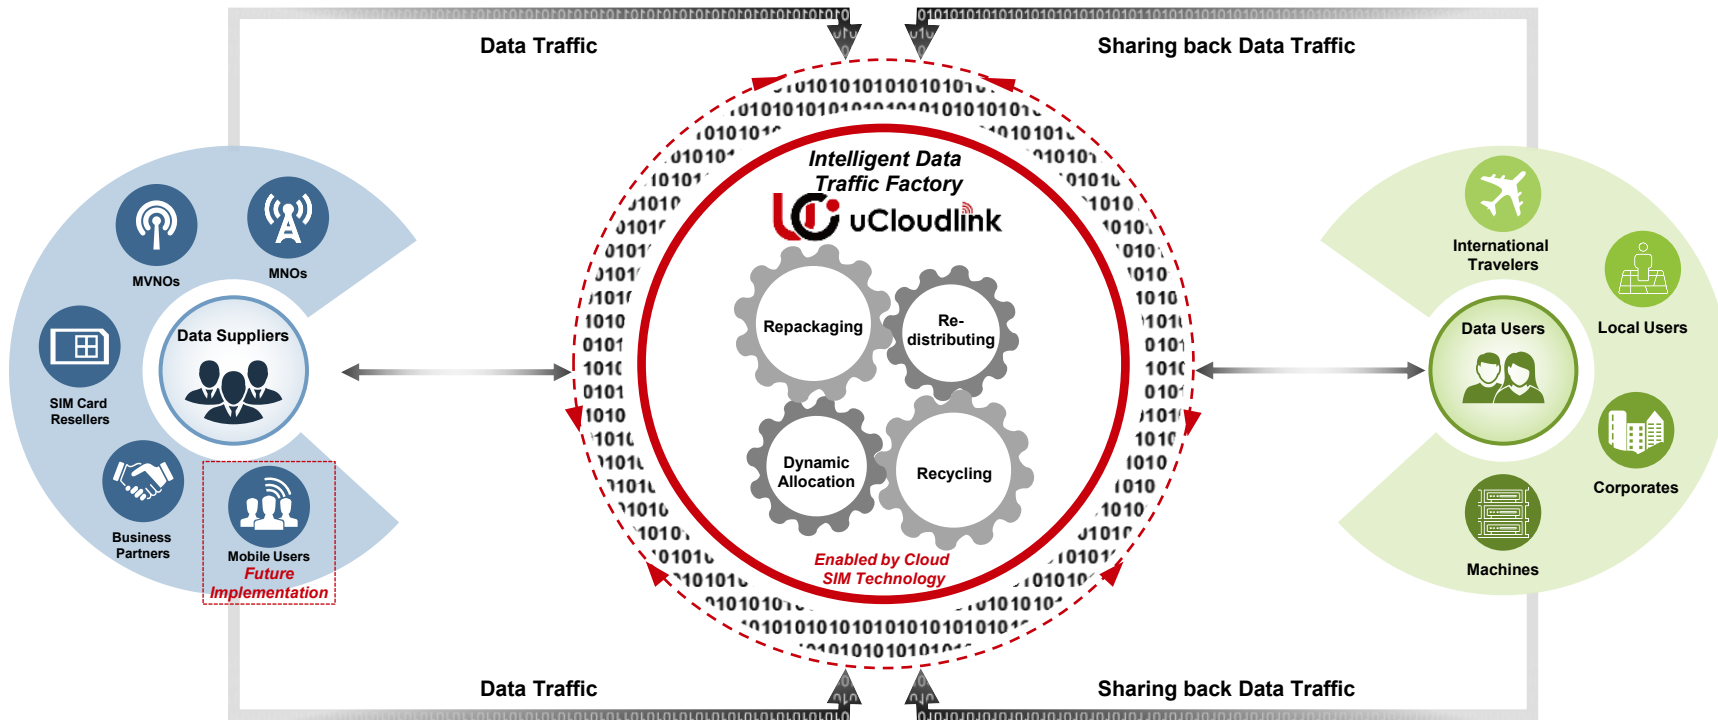 Data Traffic
Sharing back Data Traffic
MVNOs
MNOs
Data Suppliers
SIM Card
Resellers
Business
Partners
Mobile Users
Future
Implementation
Intelligent Data
Traffic Factory
uCloudlink
Repackaging
Re-
distributing
Dynamic
Allocation
Recycling
Enabled by Cloud
SIM Technology
International
Travelers
Local Users
Data Users
Corporates
Machines
Data Traffic
Sharing back Data Traffic